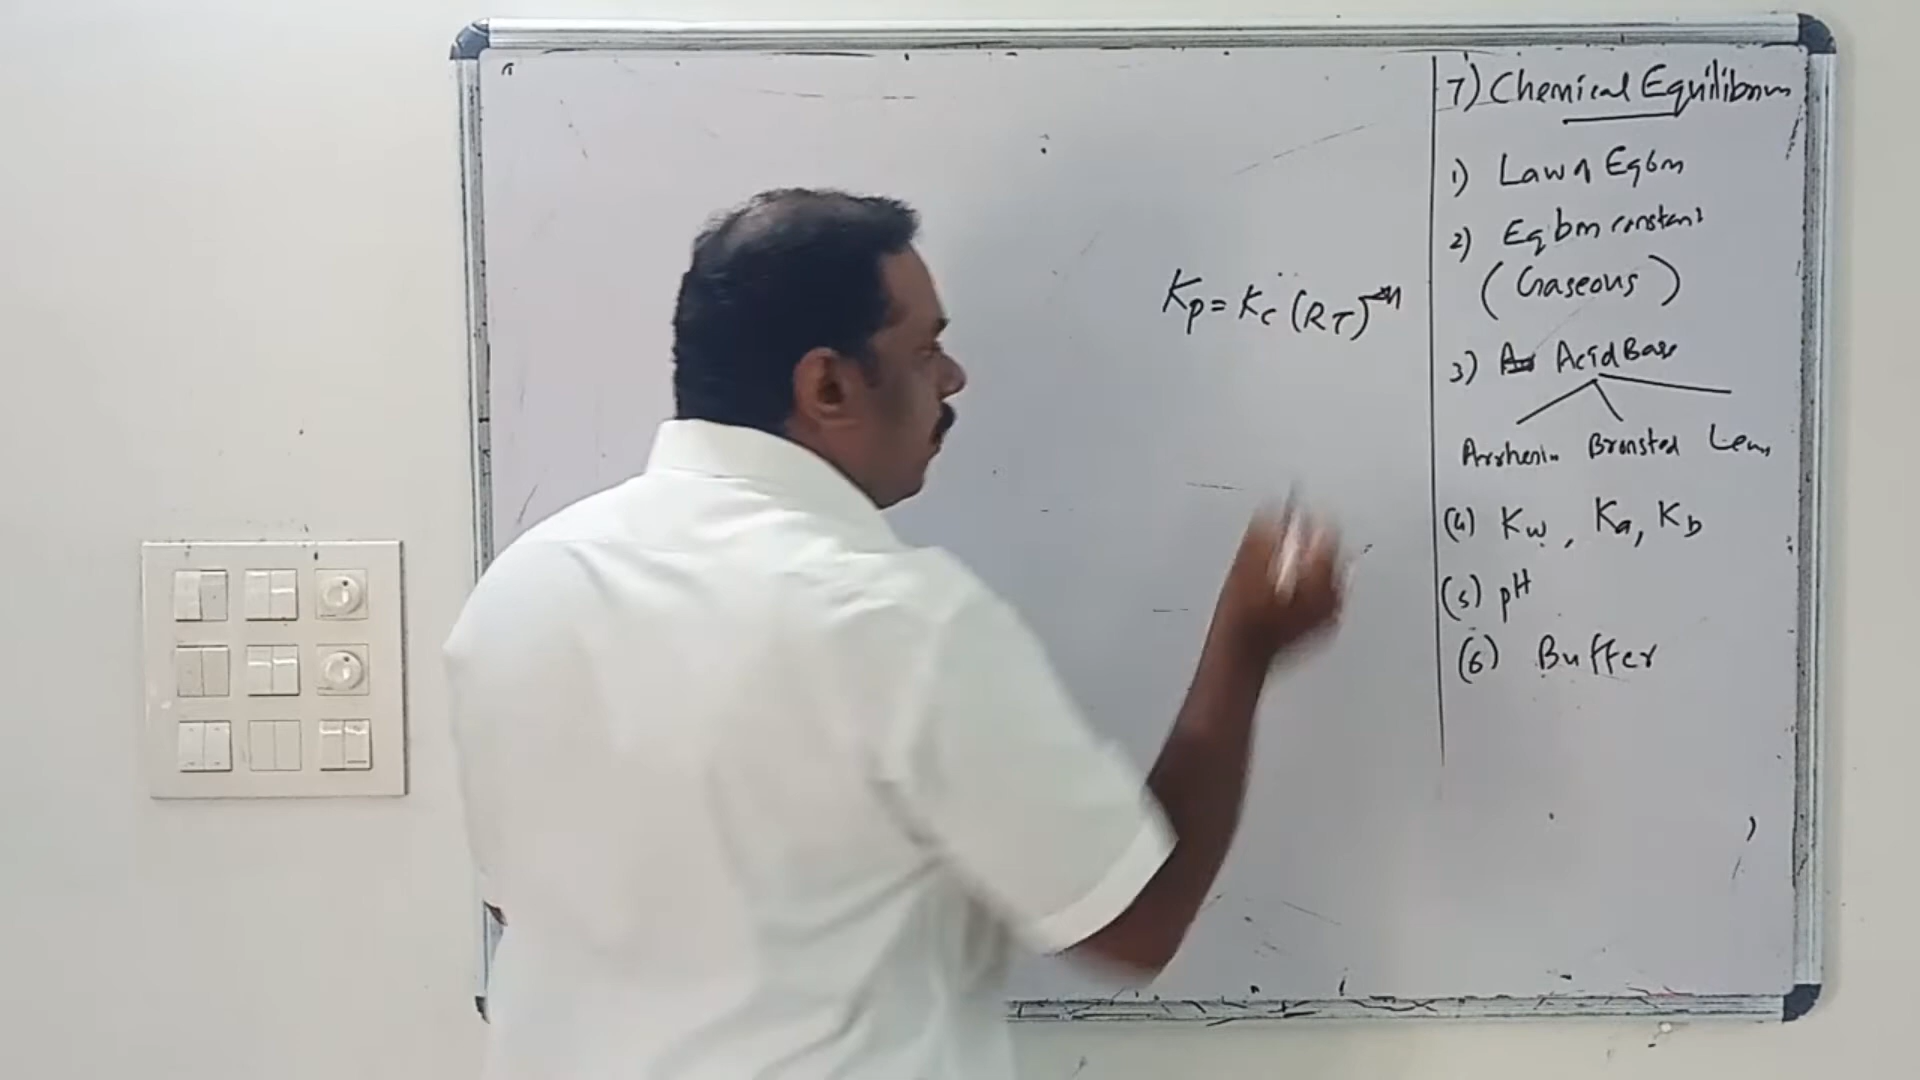 7) Chemical Equilibrium
1) Law of Eqbm
2) Eqbm constant
(Gaseous)
Kp = Kc (RT)^Δn
3) Acid Base
Arrheni. Bronsted Lewis
(4) Kw, Ka, Kb
(5) pH
(6) Buffer